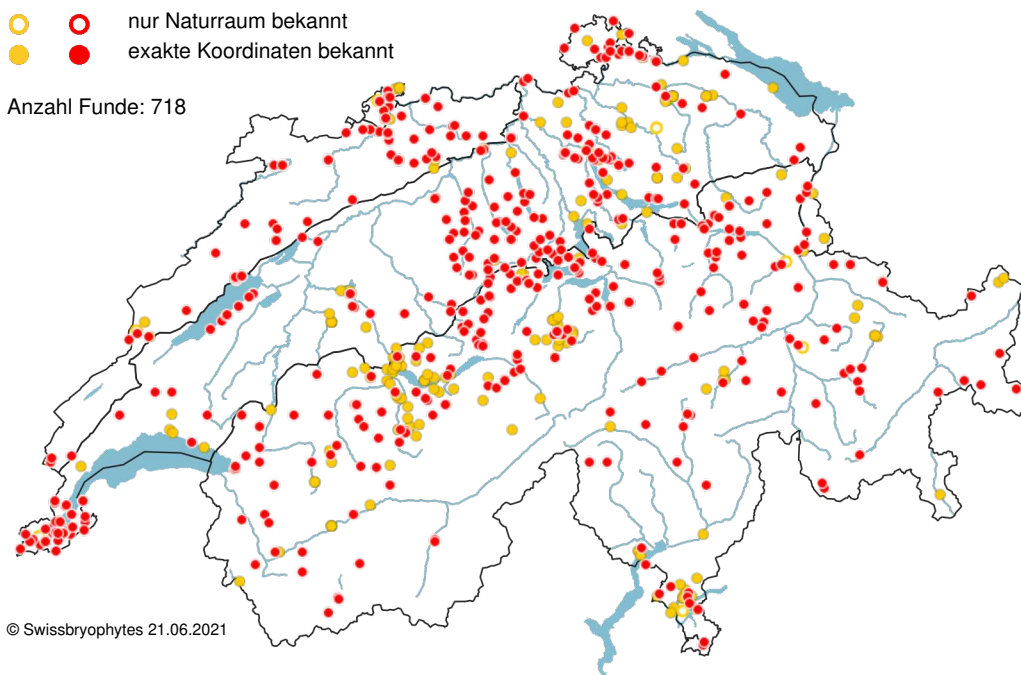 nur Naturraum bekannt
exakte Koordinaten bekannt
Anzahl Funde: 718
© Swissbryophytes 21.06.2021